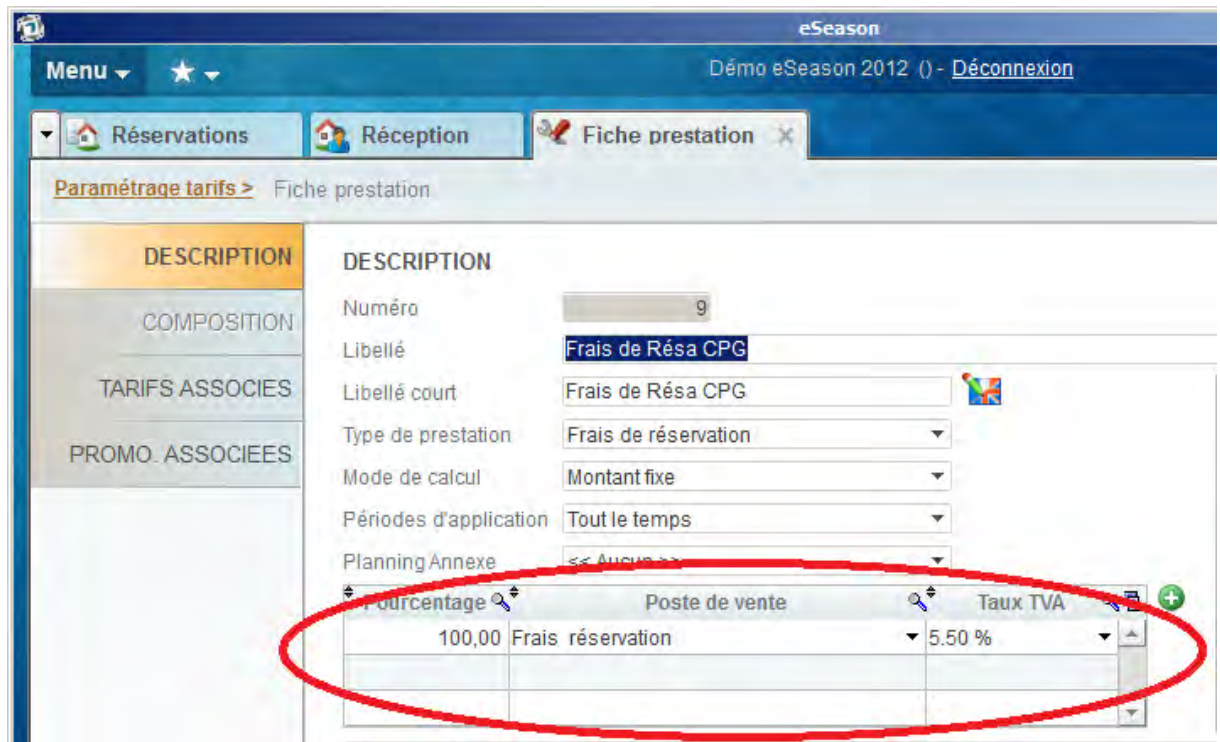 eSeason
Menu
Démo eSeason 2012 () - Déconnexion
Réservations Réception Fiche prestation
Paramétrage tarifs > Fiche prestation
DESCRIPTION
COMPOSITION
TARIFS ASSOCIES
PROMO. ASSOCIEES
DESCRIPTION
Numéro 9
Libellé Frais de Résa CPG
Libellé court Frais de Résa CPG
Type de prestation Frais de réservation
Mode de calcul Montant fixe
Périodes d'application Tout le temps
Planning Annexe << Aucun >>
Pourcentage Poste de vente Taux TVA
100,00 Frais réservation 5.50 %